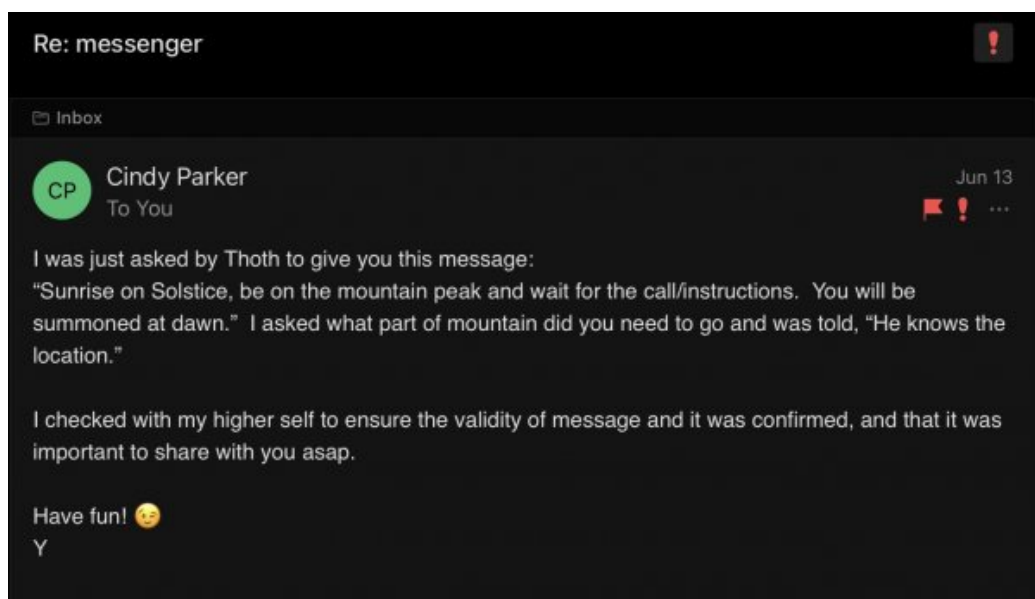 Re: messenger
Inbox
CP
Cindy Parker
Jun 13
To You
I was just asked by Thoth to give you this message:
“Sunrise on Solstice, be on the mountain peak and wait for the call/instructions.  You will be
summoned at dawn.”  I asked what part of mountain did you need to go and was told, “He knows the
location.”
I checked with my higher self to ensure the validity of message and it was confirmed, and that it was
important to share with you asap.
Have fun! 😉
Y